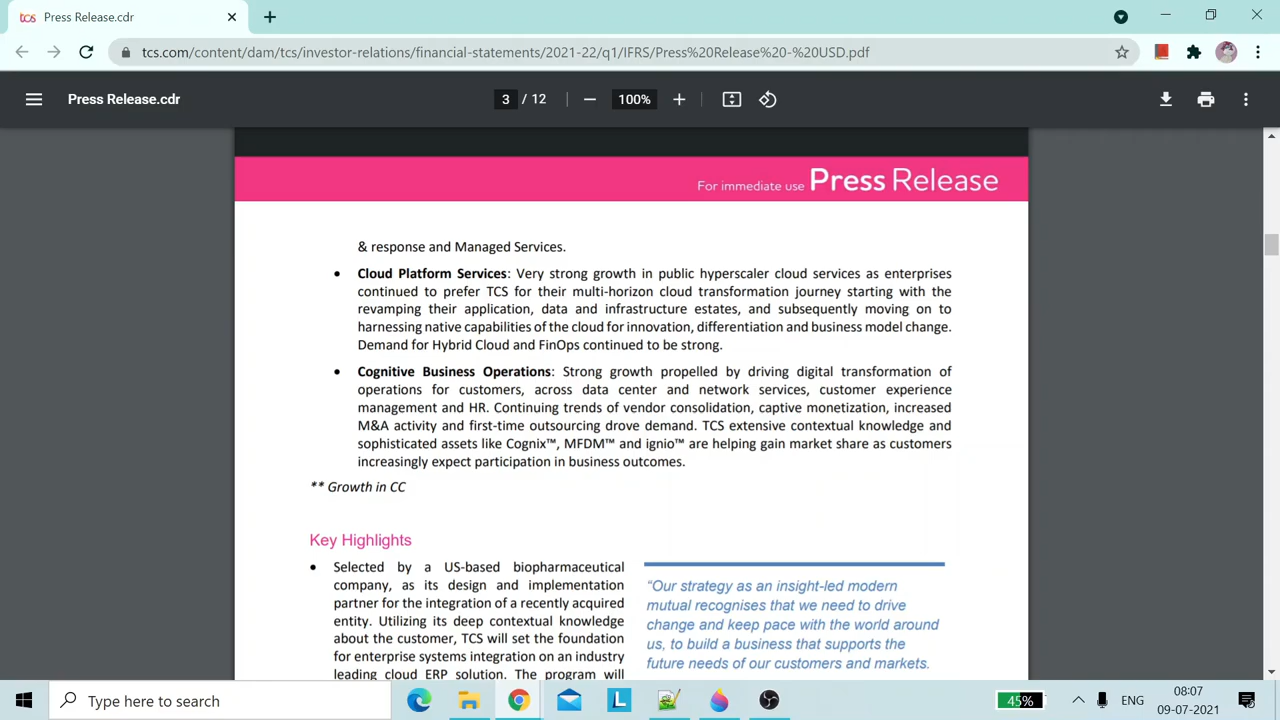 tcs Press Release.cdr
tcs.com/content/dam/tcs/investor-relations/financial-statements/2021-22/q1/IFRS/Press%20Release%20-%20USD.pdf
Press Release.cdr 3 / 12 100%
For immediate use Press Release
& response and Managed Services.
• Cloud Platform Services: Very strong growth in public hyperscaler cloud services as enterprises
continued to prefer TCS for their multi-horizon cloud transformation journey starting with the
revamping their application, data and infrastructure estates, and subsequently moving on to
harnessing native capabilities of the cloud for innovation, differentiation and business model change.
Demand for Hybrid Cloud and FinOps continued to be strong.
• Cognitive Business Operations: Strong growth propelled by driving digital transformation of
operations for customers, across data center and network services, customer experience
management and HR. Continuing trends of vendor consolidation, captive monetization, increased
M&A activity and first-time outsourcing drove demand. TCS extensive contextual knowledge and
sophisticated assets like Cognix™, MFDM™ and ignio™ are helping gain market share as customers
increasingly expect participation in business outcomes.
** Growth in CC
Key Highlights
• Selected by a US-based biopharmaceutical
company, as its design and implementation
partner for the integration of a recently acquired
entity. Utilizing its deep contextual knowledge
about the customer, TCS will set the foundation
for enterprise systems integration on an industry
leading cloud ERP solution. The program will
“Our strategy as an insight-led modern
mutual recognises that we need to drive
change and keep pace with the world around
us, to build a business that supports the
future needs of our customers and markets.
Type here to search
L
45%
ENG
08:07
09-07-2021